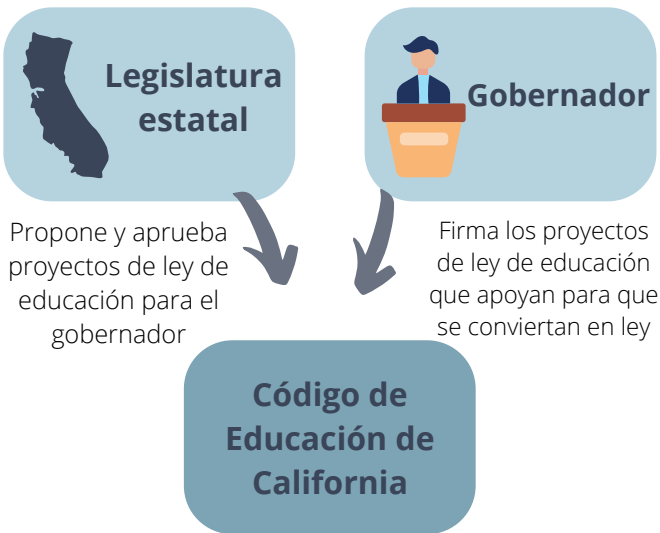 Legislatura
estatal
Gobernador
Propone y aprueba
proyectos de ley de
educación para el
gobernador
Firma los proyectos
de ley de educación
que apoyan para que
se conviertan en ley
Código de
Educación de
California